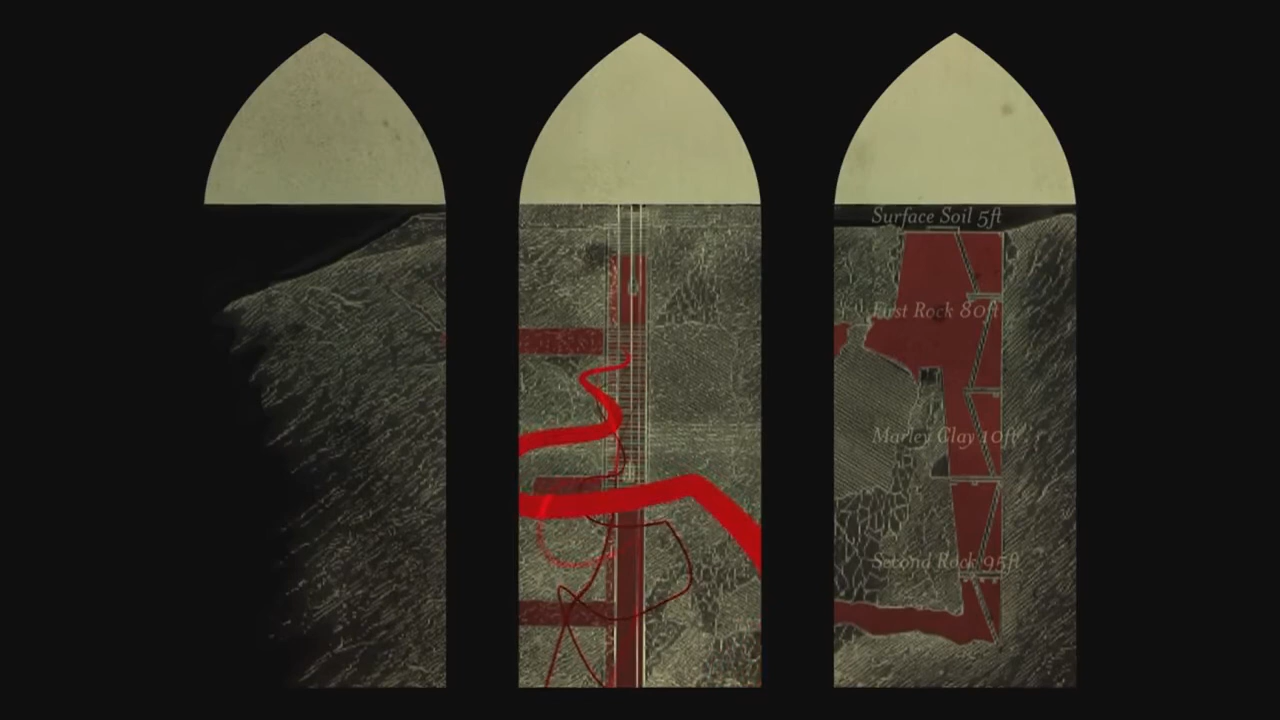 Surface Soil 5ft
First Rock 80ft
Marley Clay 10ft
Second Rock 95ft